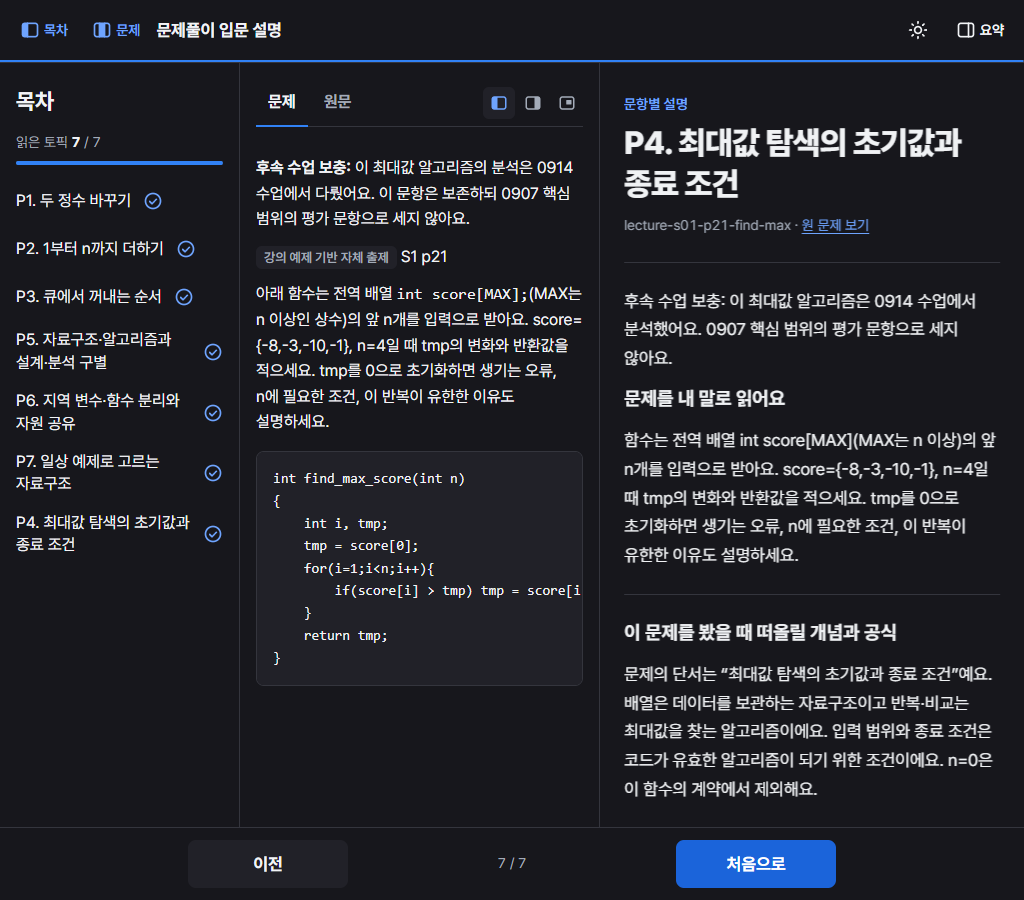 목차
문제
문제풀이 입문 설명
요약
목차
읽은 토픽 7 / 7
P1. 두 정수 바꾸기
P2. 1부터 n까지 더하기
P3. 큐에서 꺼내는 순서
P5. 자료구조·알고리즘과
설계·분석 구별
P6. 지역 변수·함수 분리와
자원 공유
P7. 일상 예제로 고르는
자료구조
P4. 최대값 탐색의 초기값과
종료 조건
문제
원문
후속 수업 보충: 이 최대값 알고리즘의 분석은 0914
수업에서 다뤘어요. 이 문항은 보존하되 0907 핵심
범위의 평가 문항으로 세지 않아요.
강의 예제 기반 자체 출제 S1 p21
아래 함수는 전역 배열 int score[MAX];(MAX는
n 이상인 상수)의 앞 n개를 입력으로 받아요. score=
{-8,-3,-10,-1}, n=4일 때 tmp의 변화와 반환값을
적으세요. tmp를 0으로 초기화하면 생기는 오류,
n에 필요한 조건, 이 반복이 유한한 이유도
설명하세요.
int find_max_score(int n)
{
    int i, tmp;
    tmp = score[0];
    for(i=1;i<n;i++){
        if(score[i] > tmp) tmp = score[i
    }
    return tmp;
}
문항별 설명
P4. 최대값 탐색의 초기값과
종료 조건
lecture-s01-p21-find-max · 원 문제 보기
후속 수업 보충: 이 최대값 알고리즘은 0914 수업에서
분석했어요. 0907 핵심 범위의 평가 문항으로 세지
않아요.
문제를 내 말로 읽어요
함수는 전역 배열 int score[MAX](MAX는 n 이상)의 앞
n개를 입력으로 받아요. score={-8,-3,-10,-1}, n=4일
때 tmp의 변화와 반환값을 적으세요. tmp를 0으로
초기화하면 생기는 오류, n에 필요한 조건, 이 반복이
유한한 이유도 설명하세요.
이 문제를 봤을 때 떠올릴 개념과 공식
문제의 단서는 “최대값 탐색의 초기값과 종료 조건”예요.
배열은 데이터를 보관하는 자료구조이고 반복·비교는
최대값을 찾는 알고리즘이에요. 입력 범위와 종료 조건은
코드가 유효한 알고리즘이 되기 위한 조건이에요. n=0은
이 함수의 계약에서 제외해요.
이전
7 / 7
처음으로